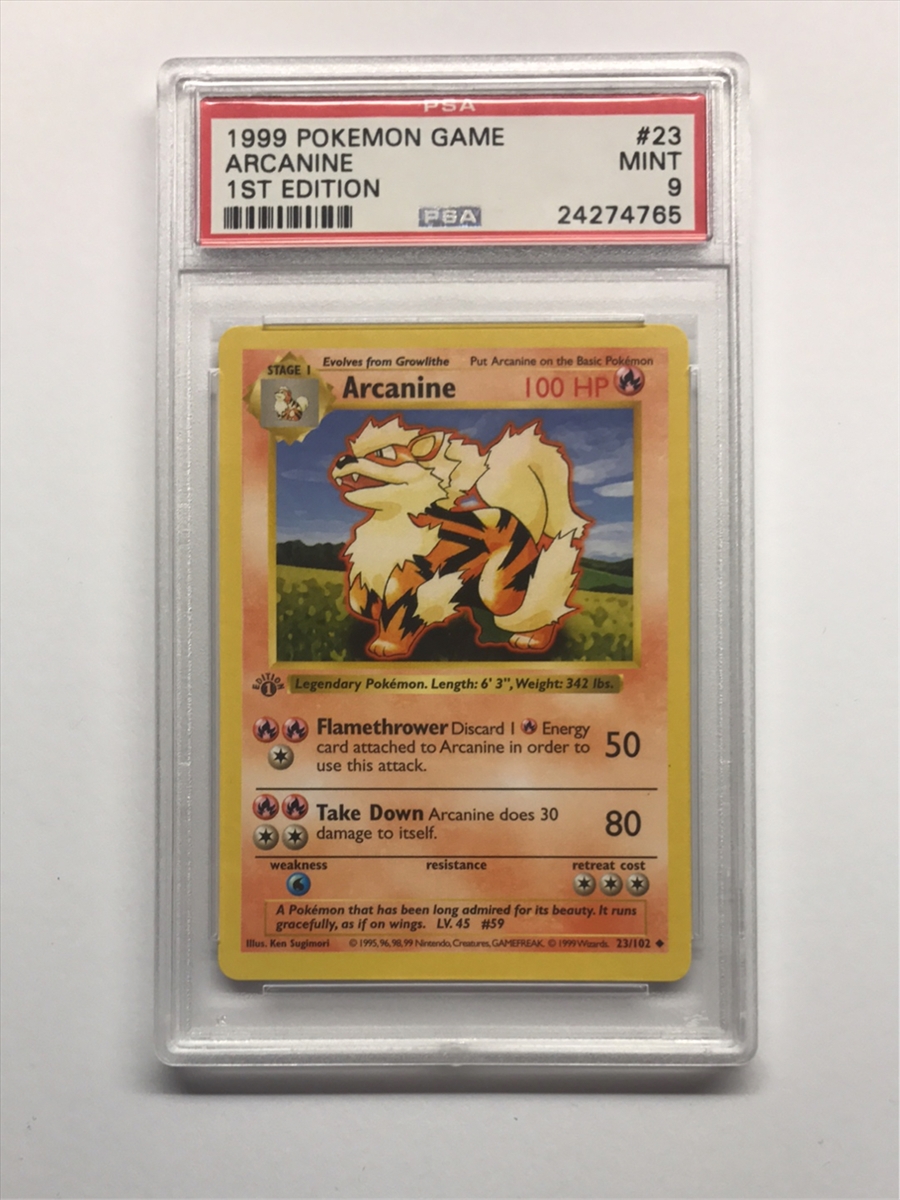 PSA
1999 POKEMON GAME #23
ARCANINE MINT
1ST EDITION 9
PSA 24274765
Evolves from Growlithe Put Arcanine on the Basic Pokémon
STAGE 1
Arcanine 100 HP
EDITION 1
Legendary Pokémon. Length: 6' 3", Weight: 342 lbs.
Flamethrower Discard 1 Energy
card attached to Arcanine in order to
use this attack.
50
Take Down Arcanine does 30
damage to itself.
80
weakness resistance retreat cost
A Pokémon that has been long admired for its beauty. It runs
gracefully, as if on wings. LV. 45 #59
Illus. Ken Sugimori © 1995, 96, 98, 99 Nintendo, Creatures, GAMEFREAK. © 1999 Wizards. 23/102